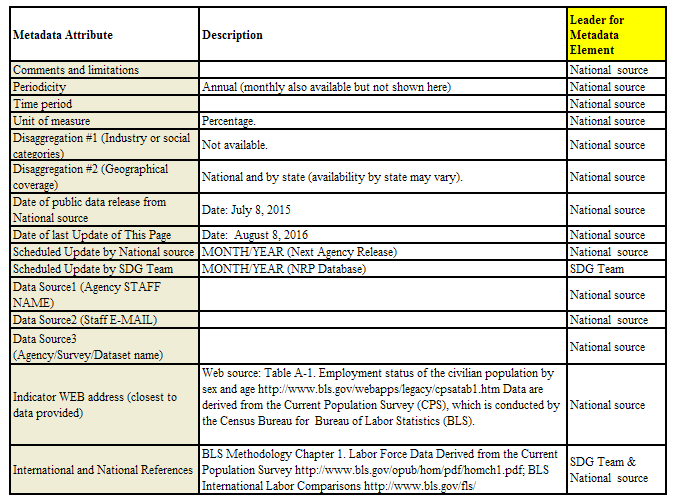 Metadata Attribute
Description
Leader for
Metadata
Element
Comments and limitations
National source
Periodicity
Annual (monthly also available but not shown here)
National source
Time period
National source
Unit of measure
Percentage.
National source
Disaggregation #1 (Industry or social
categories)
Not available.
National source
Disaggregation #2 (Geographical
coverage)
National and by state (availability by state may vary).
National source
Date of public data release from
National source
Date: July 8, 2015
National source
Date of last Update of This Page
Date: August 8, 2016
National source
Scheduled Update by National source
MONTH/YEAR (Next Agency Release)
National source
Scheduled Update by SDG Team
MONTH/YEAR (NRP Database)
SDG Team
Data Source1 (Agency STAFF
NAME)
National source
Data Source2 (Staff E-MAIL)
National source
Data Source3
(Agency/Survey/Dataset name)
National source
Indicator WEB address (closest to
data provided)
Web source: Table A-1. Employment status of the civilian population by
sex and age http://www.bls.gov/webapps/legacy/cpsatab1.htm Data are
derived from the Current Population Survey (CPS), which is conducted by
the Census Bureau for Bureau of Labor Statistics (BLS).
National source
International and National References
BLS Methodology Chapter 1. Labor Force Data Derived from the Current
Population Survey http://www.bls.gov/opub/hom/pdf/homch1.pdf; BLS
International Labor Comparisons http://www.bls.gov/fls/
SDG Team &
National source